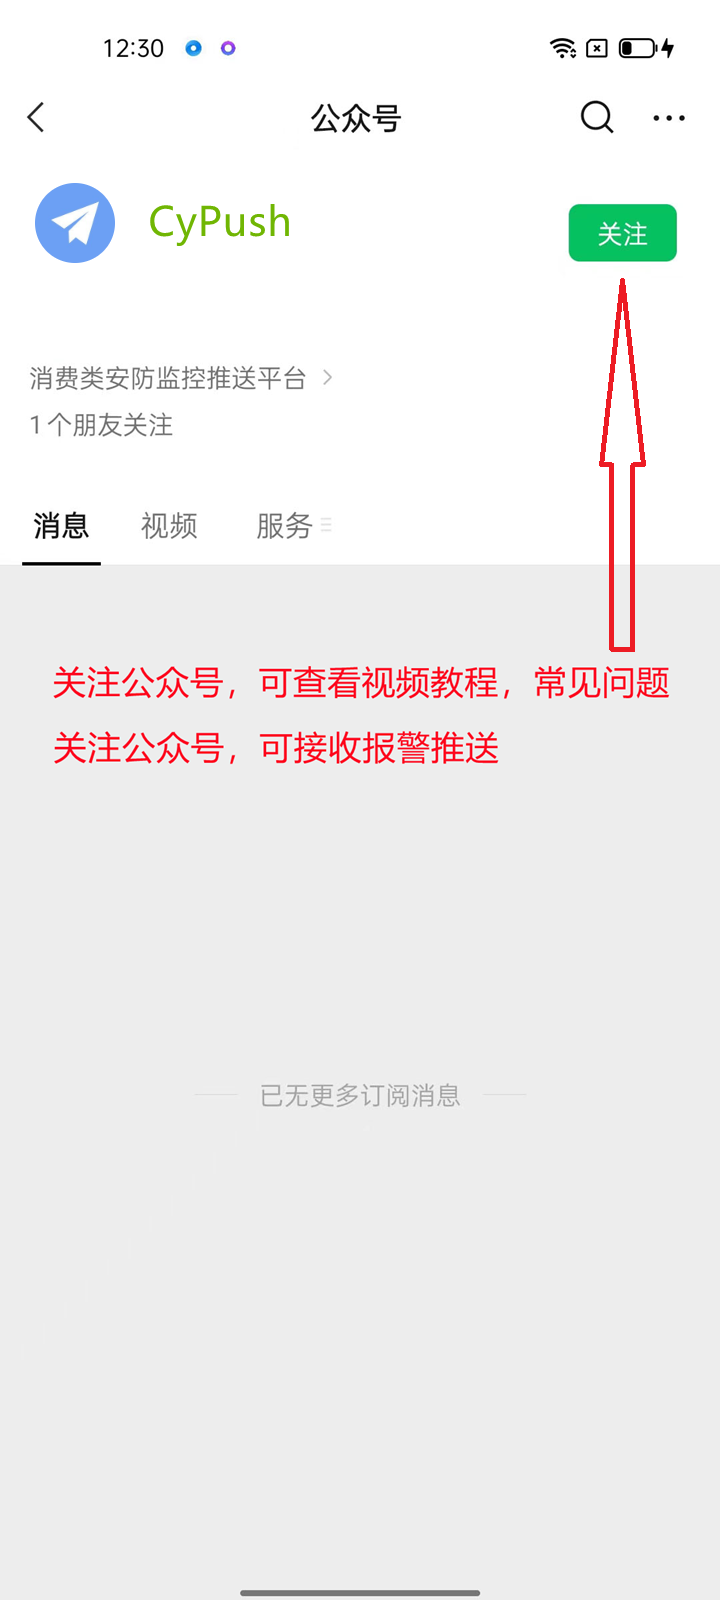 12:30
公众号
CyPush
关注
消费类安防监控推送平台
1个朋友关注
消息 视频 服务
关注公众号，可查看视频教程，常见问题
关注公众号，可接收报警推送
已无更多订阅消息